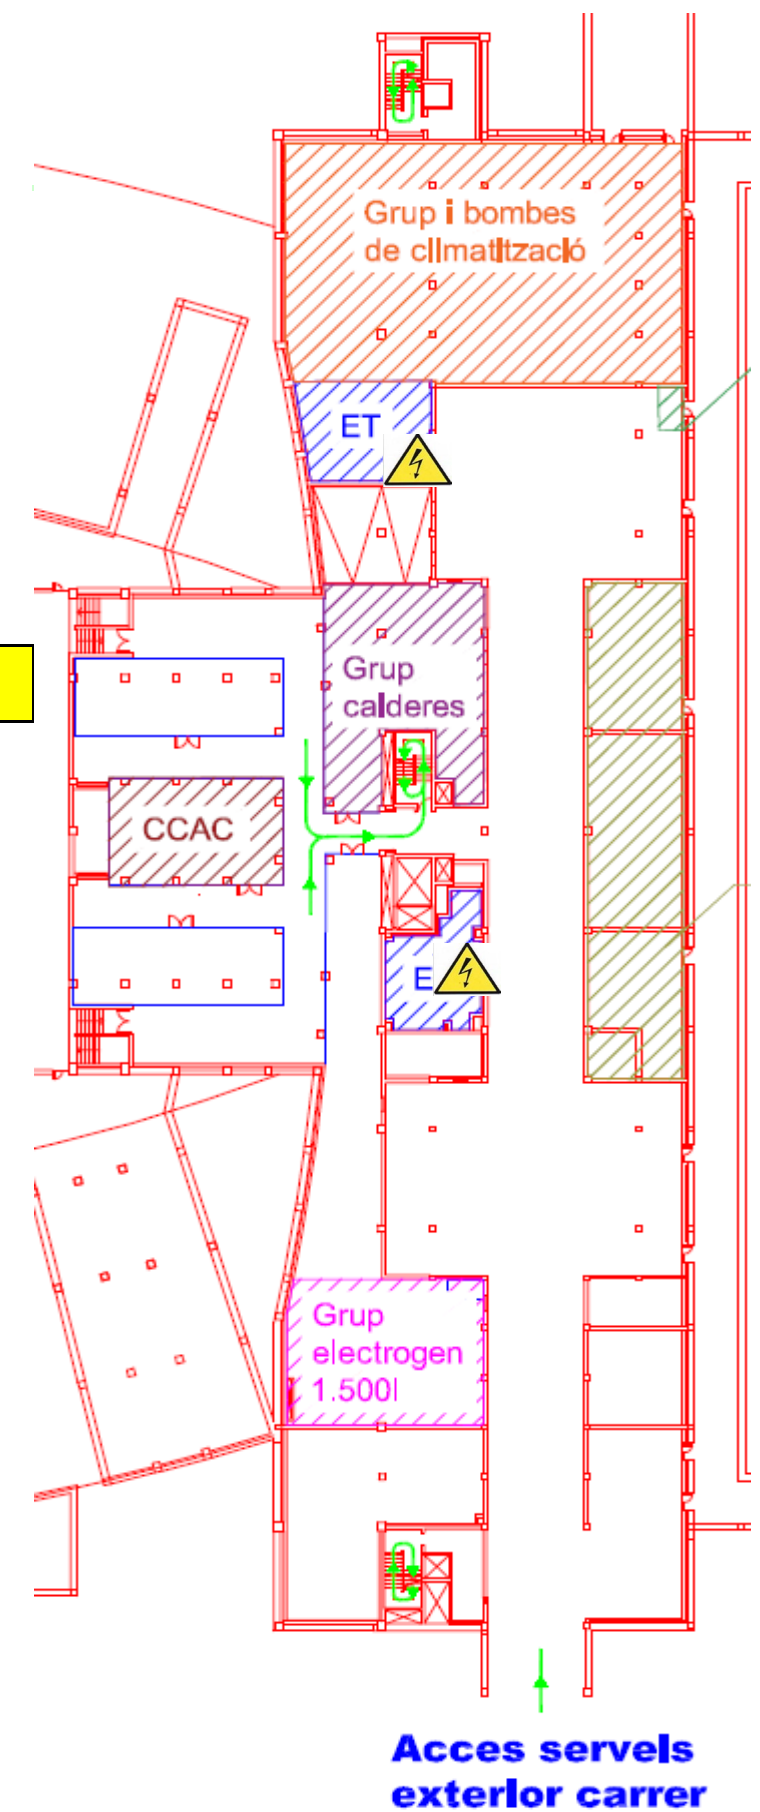 Grup i bombes
de climatització
ET
Grup
calderes
CCAC
E
Grup
electrogen
1.500l
Acces serveis
exterior carrer